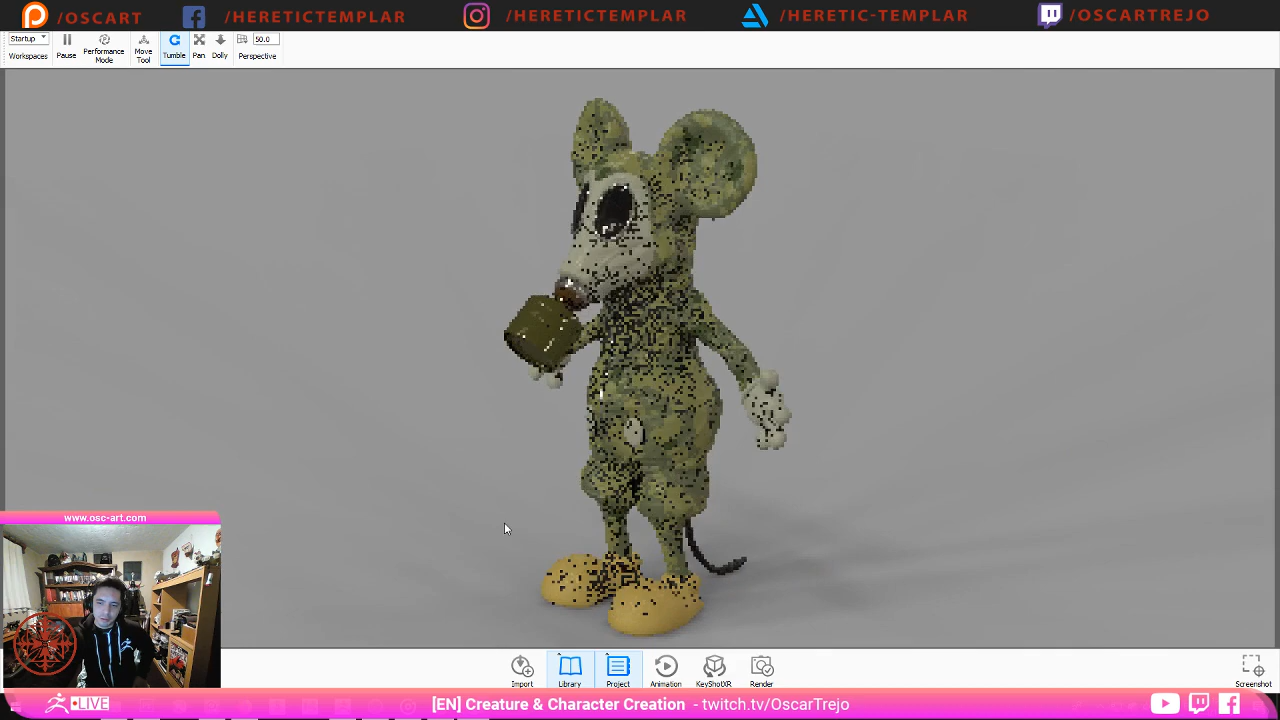 /OSCART
/HERETICTEMPLAR
/HERETICTEMPLAR
/HERETIC-TEMPLAR
/OSCARTREJO
Startup
Workspaces
Pause
Performance
Mode
Move
Tool
Tumble
Pan
Dolly
50.0
Perspective
www.osc-art.com
Import
Library
Project
Animation
KeyShotXR
Render
Screenshot
LIVE
[EN] Creature & Character Creation - twitch.tv/OscarTrejo